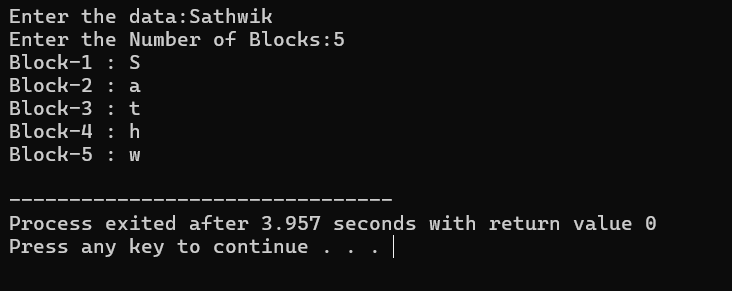 Enter the data:Sathwik
Enter the Number of Blocks:5
Block-1 : S
Block-2 : a
Block-3 : t
Block-4 : h
Block-5 : w
--------------------------------
Process exited after 3.957 seconds with return value 0
Press any key to continue . . .